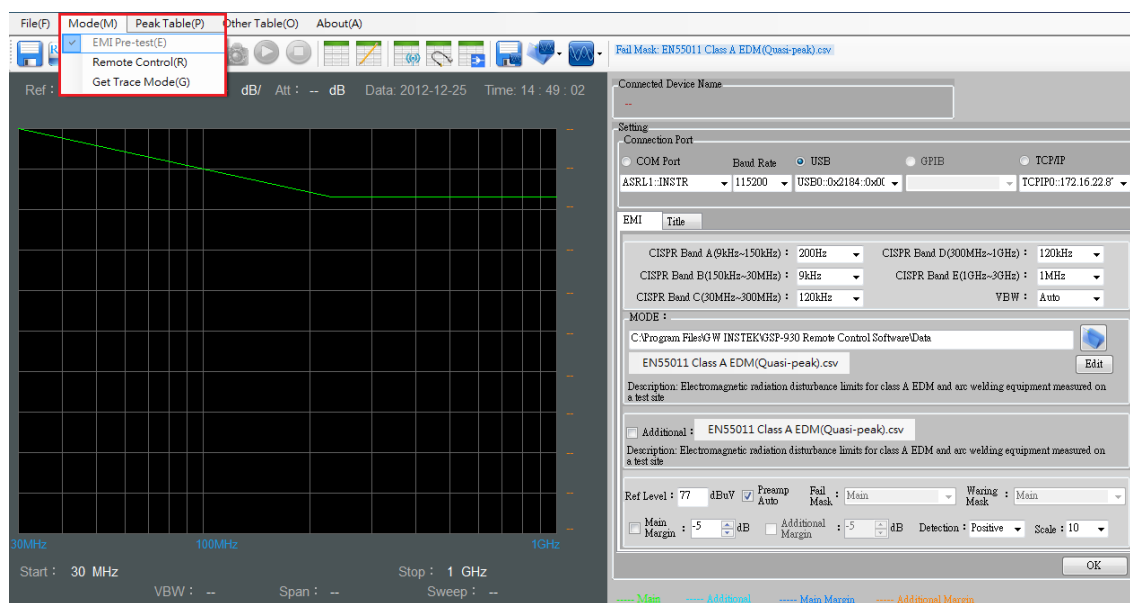 File(F) Mode(M) Peak Table(P) Other Table(O) About(A)
EMI Pre-test(E)
Remote Control(R)
Get Trace Mode(G)
Fail Mask: EN55011 Class A EDM(Quasi-peak).csv
Ref : dB/ Att : -- dB Data: 2012-12-25 Time: 14 : 49 : 02
30MHz 100MHz 1GHz
Start : 30 MHz Stop : 1 GHz
VBW : -- Span : -- Sweep : --
Connected Device Name
--
Setting
Connection Port
COM Port Baud Rate USB GPIB TCP/IP
ASRL1::INSTR 115200 USB0::0x2184::0x0 TCPIP0::172.16.22.8
EMI Title
CISPR Band A(9kHz~150kHz) : 200Hz CISPR Band D(300MHz~1GHz) : 120kHz
CISPR Band B(150kHz~30MHz) : 9kHz CISPR Band E(1GHz~3GHz) : 1MHz
CISPR Band C(30MHz~300MHz) : 120kHz VBW : Auto
MODE :
C:\Program Files\GW INSTEK\GSP-930 Remote Control Software\Data
EN55011 Class A EDM(Quasi-peak).csv Edit
Description: Electromagnetic radiation disturbance limits for class A EDM and arc welding equipment measured on
a test site
Additional : EN55011 Class A EDM(Quasi-peak).csv
Description: Electromagnetic radiation disturbance limits for class A EDM and arc welding equipment measured on
a test site
Ref Level : 77 dBuV Preamp Auto Fail Mask : Main Waring Mask : Main
Main Margin : -5 dB Additional Margin : -5 dB Detection : Positive Scale : 10
OK
---- Main ---- Additional ---- Main Margin ---- Additional Margin